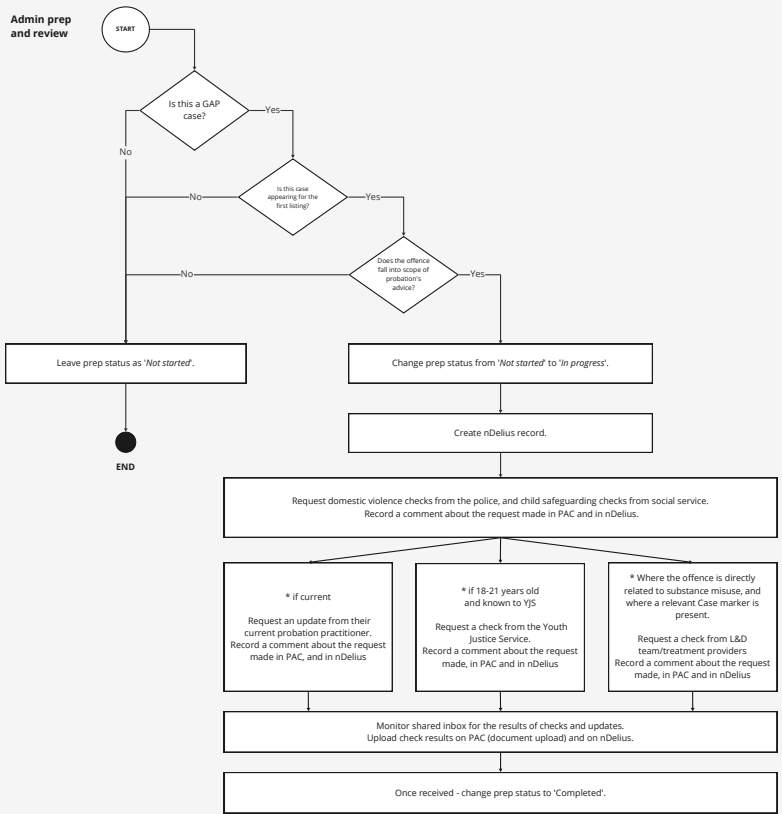 Admin prep
and review
START
Is this a GAP
case?
Yes
No
Is this case
appearing for the
first listing?
No
Yes
Does the offence
fall into scope of
probation's
advice?
No
Yes
Leave prep status as 'Not started'.
Change prep status from 'Not started' to 'In progress'.
Create nDelius record.
END
Request domestic violence checks from the police, and child safeguarding checks from social service.
Record a comment about the request made in PAC and in nDelius.
* if current
Request an update from their
current probation practitioner.
Record a comment about the request
made in PAC, and in nDelius
* if 18-21 years old
and known to YJS
Request a check from the Youth
Justice Service.
Record a comment about the request
made, in PAC and in nDelius
* Where the offence is directly
related to substance misuse, and
where a relevant Case marker is
present.
Request a check from L&D
team/treatment providers
Record a comment about the request
made, in PAC and in nDelius
Monitor shared inbox for the results of checks and updates.
Upload check results on PAC (document upload) and on nDelius.
Once received - change prep status to 'Completed'.